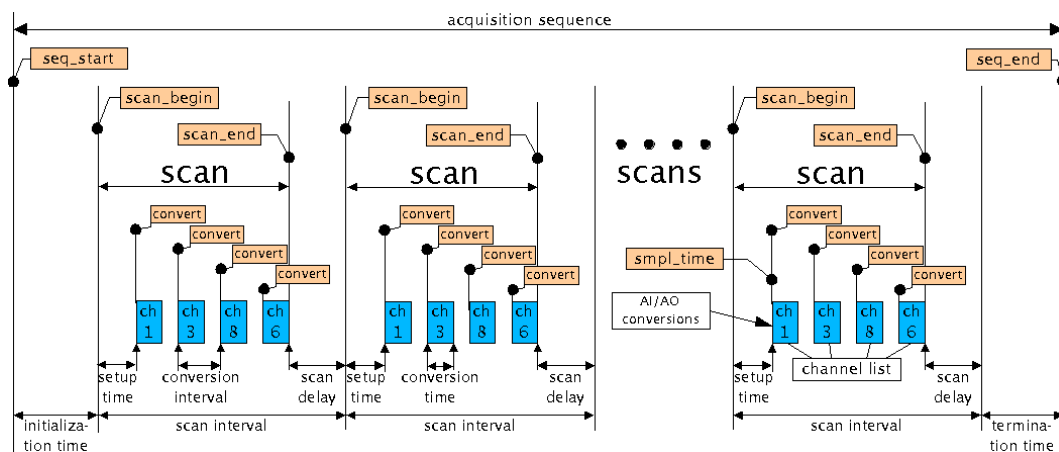 acquisition sequence
seq_start
seq_end
scan_begin
scan_begin
scan_begin
scan_end
scan_end
scan_end
scan
scan
scans
scan
convert
convert
convert
convert
convert
convert
convert
convert
convert
convert
convert
convert
smpl_time
AI/AO
conversions
ch
1
ch
3
ch
8
ch
6
ch
1
ch
3
ch
8
ch
6
ch
1
ch
3
ch
8
ch
6
channel list
setup
time
conversion
interval
scan
delay
setup
time
conversion
time
scan
delay
setup
time
scan
delay
initializa-
tion time
scan interval
scan interval
scan interval
termina-
tion time